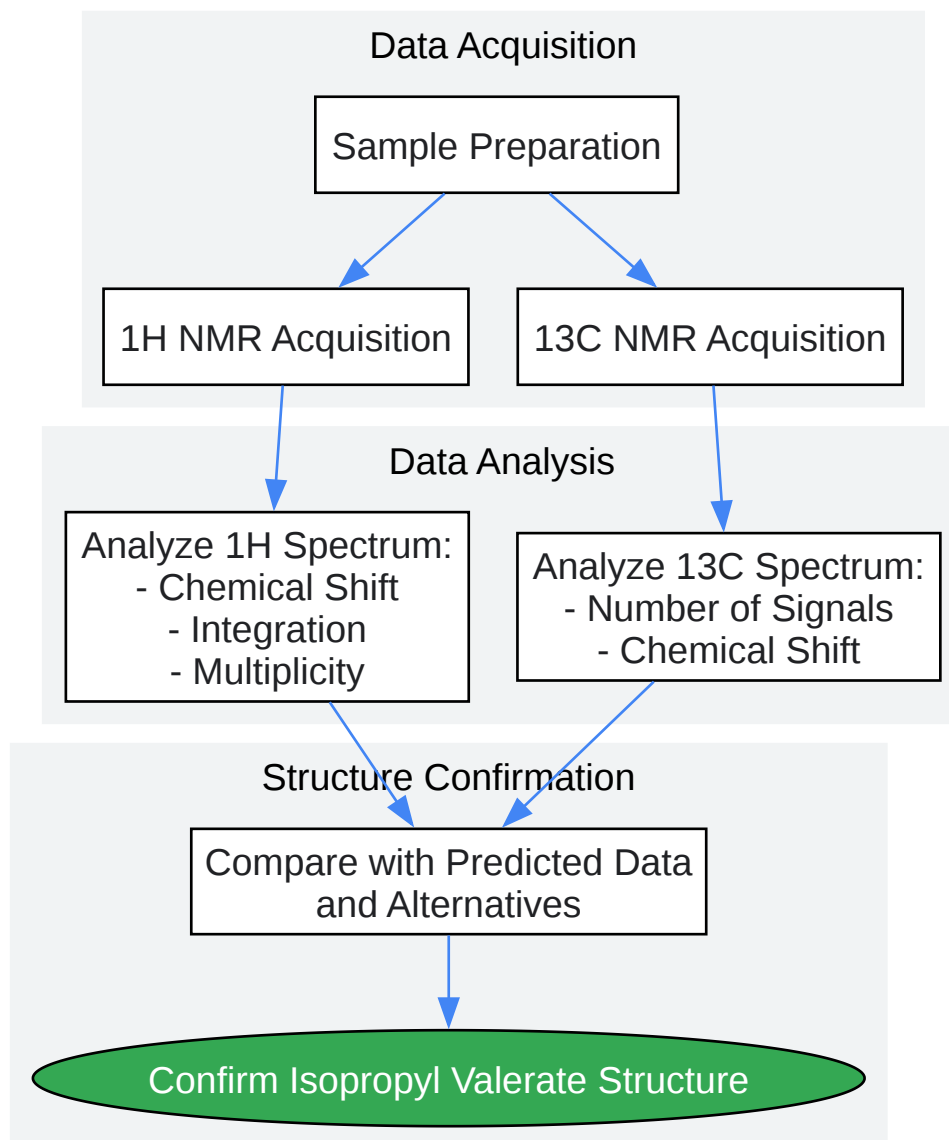 Data Acquisition
Sample Preparation
1H NMR Acquisition
13C NMR Acquisition
Data Analysis
Analyze 1H Spectrum:
- Chemical Shift
- Integration
- Multiplicity
Analyze 13C Spectrum:
- Number of Signals
- Chemical Shift
Structure Confirmation
Compare with Predicted Data
and Alternatives
Confirm Isopropyl Valerate Structure